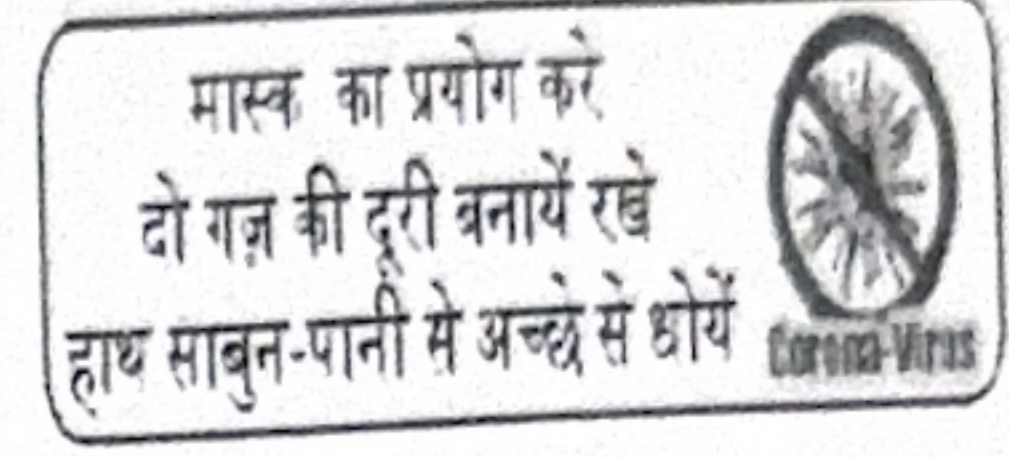 मास्क का प्रयोग करे
दो गज़ की दूरी बनायें रखे
हाथ साबुन-पानी से अच्छे से धोयें
Corona-Virus